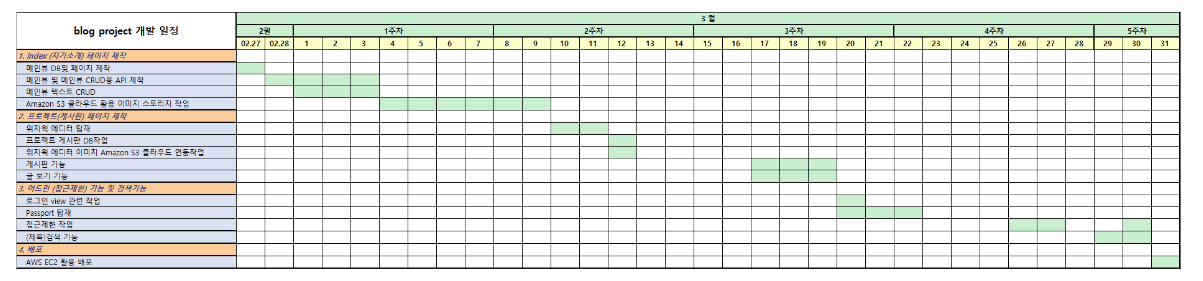 3 월
blog project 개발 일정
2월 1주차 2주차 3주차 4주차 5주차
02.27 02.28 1 2 3 4 5 6 7 8 9 10 11 12 13 14 15 16 17 18 19 20 21 22 23 24 25 26 27 28 29 30 31
1. Index (자기소개) 페이지 제작
메인뷰 DB및 페이지 제작
메인뷰 및 메인뷰 CRUD용 API 제작
메인뷰 텍스트 CRUD
Amazon S3 클라우드 활용 이미지 스토리지 작업
2. 프로젝트(게시판) 페이지 제작
위지윅 에디터 탑재
프로젝트 게시판 DB작업
위지윅 에디터 이미지 Amazon S3 클라우드 연동작업
게시판 기능
글 보기 기능
3. 어드민 (접근제한) 기능 및 검색기능
로그인 view 관련 작업
Passport 탑재
접근제한 작업
(제목)검색 기능
4. 배포
AWS EC2 활용 배포